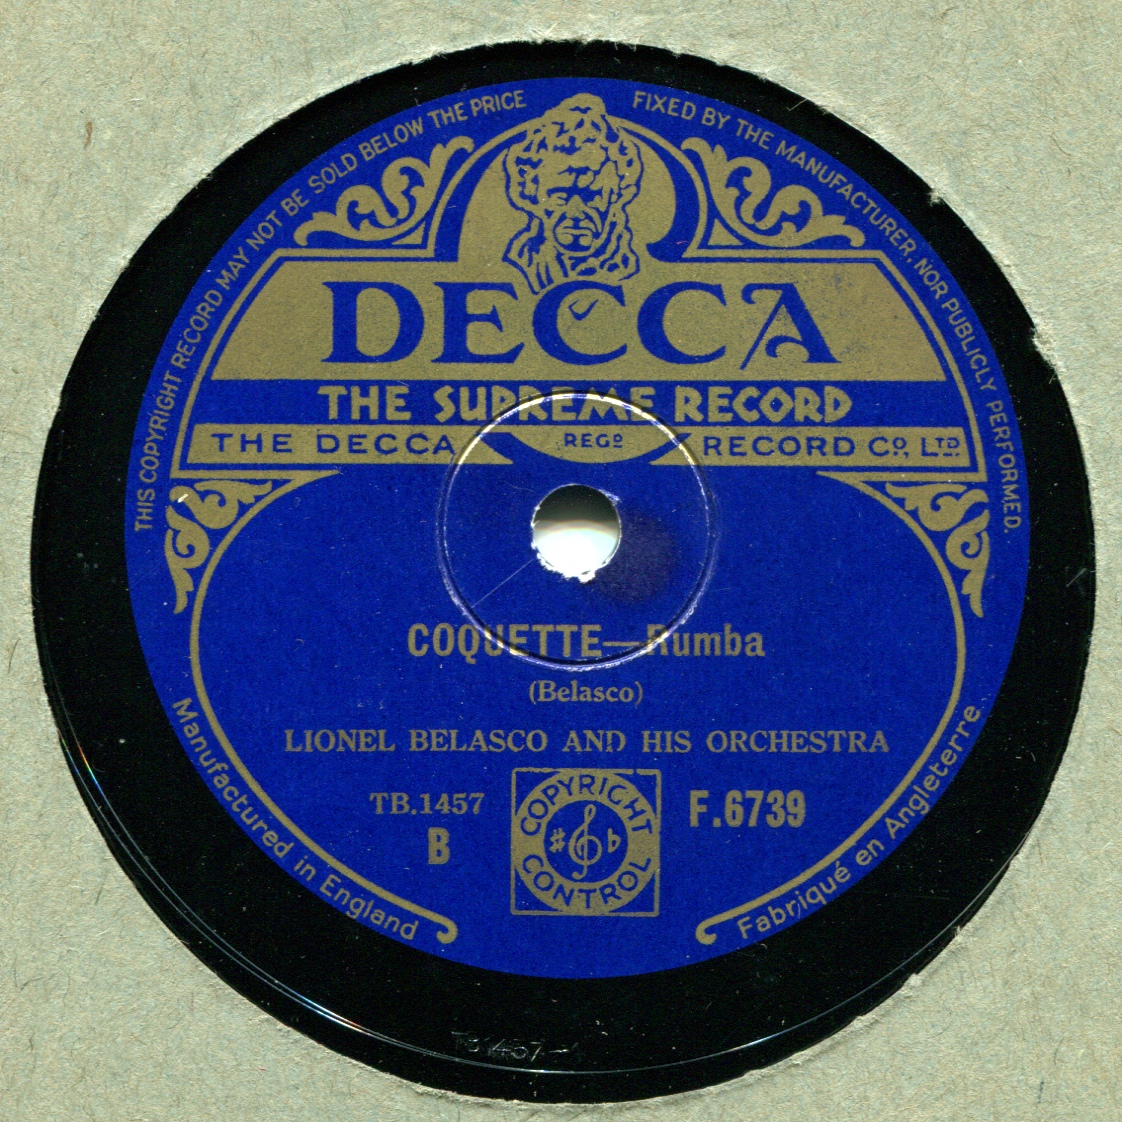 THIS COPYRIGHT RECORD MAY NOT BE SOLD BELOW THE PRICE FIXED BY THE MANUFACTURER, NOR PUBLICLY PERFORMED.
DECCA
THE SUPREME RECORD
THE DECCA REGD RECORD CO. LTD
COQUETTE—Rumba
(Belasco)
LIONEL BELASCO AND HIS ORCHESTRA
TB.1457
B
COPYRIGHT
CONTROL
F.6739
Manufactured in England
Fabriqué en Angleterre
TB1457-1